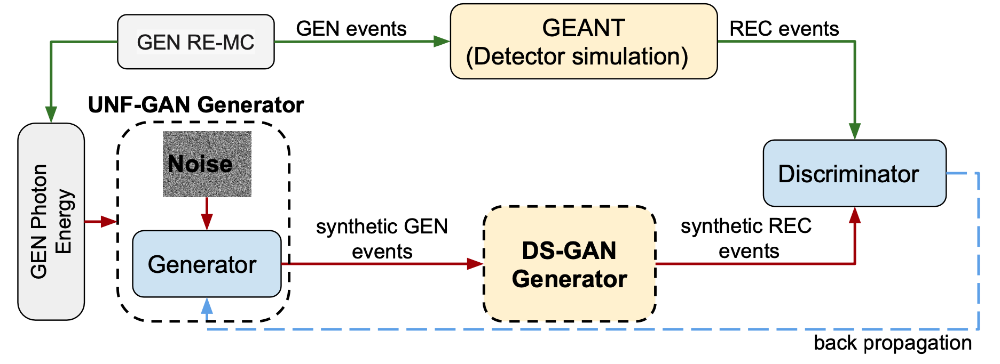 GEN RE-MC
GEN events
GEANT
(Detector simulation)
REC events
UNF-GAN Generator
GEN Photon
Energy
Noise
Generator
synthetic GEN
events
DS-GAN
Generator
synthetic REC
events
Discriminator
back propagation